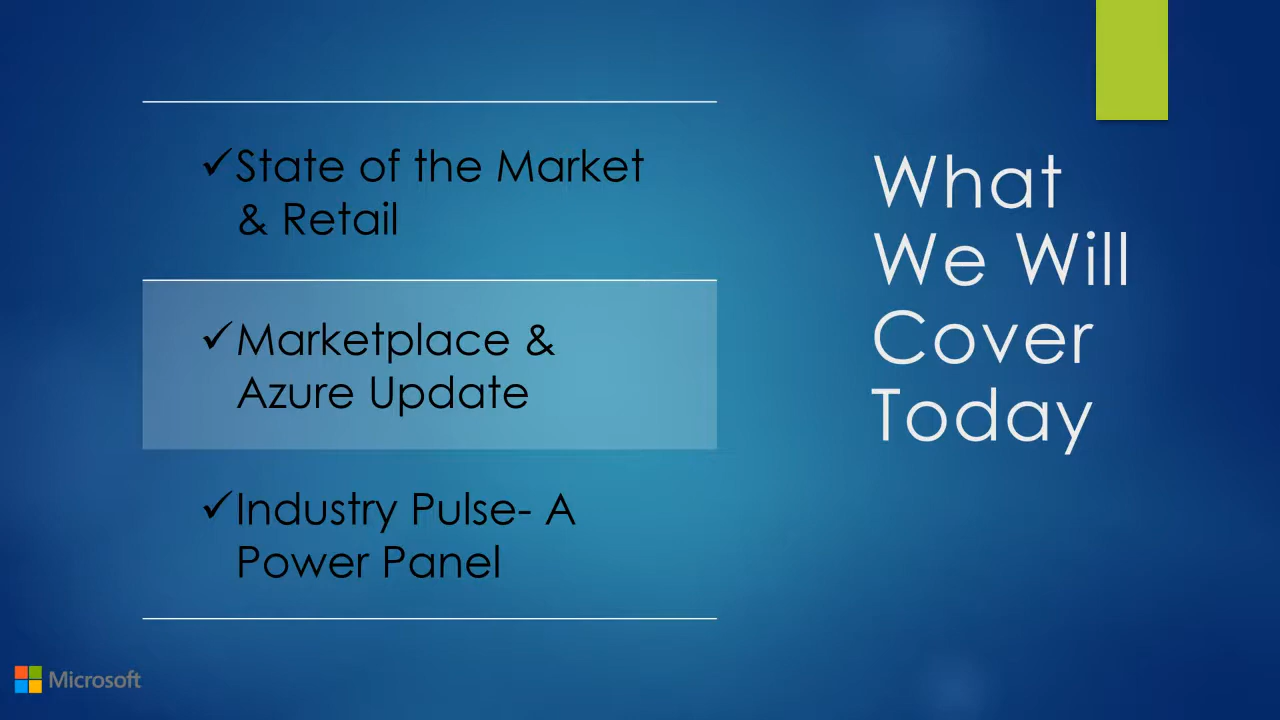 What
We Will
Cover
Today
✓State of the Market
& Retail
✓Marketplace &
Azure Update
✓Industry Pulse- A
Power Panel
Microsoft